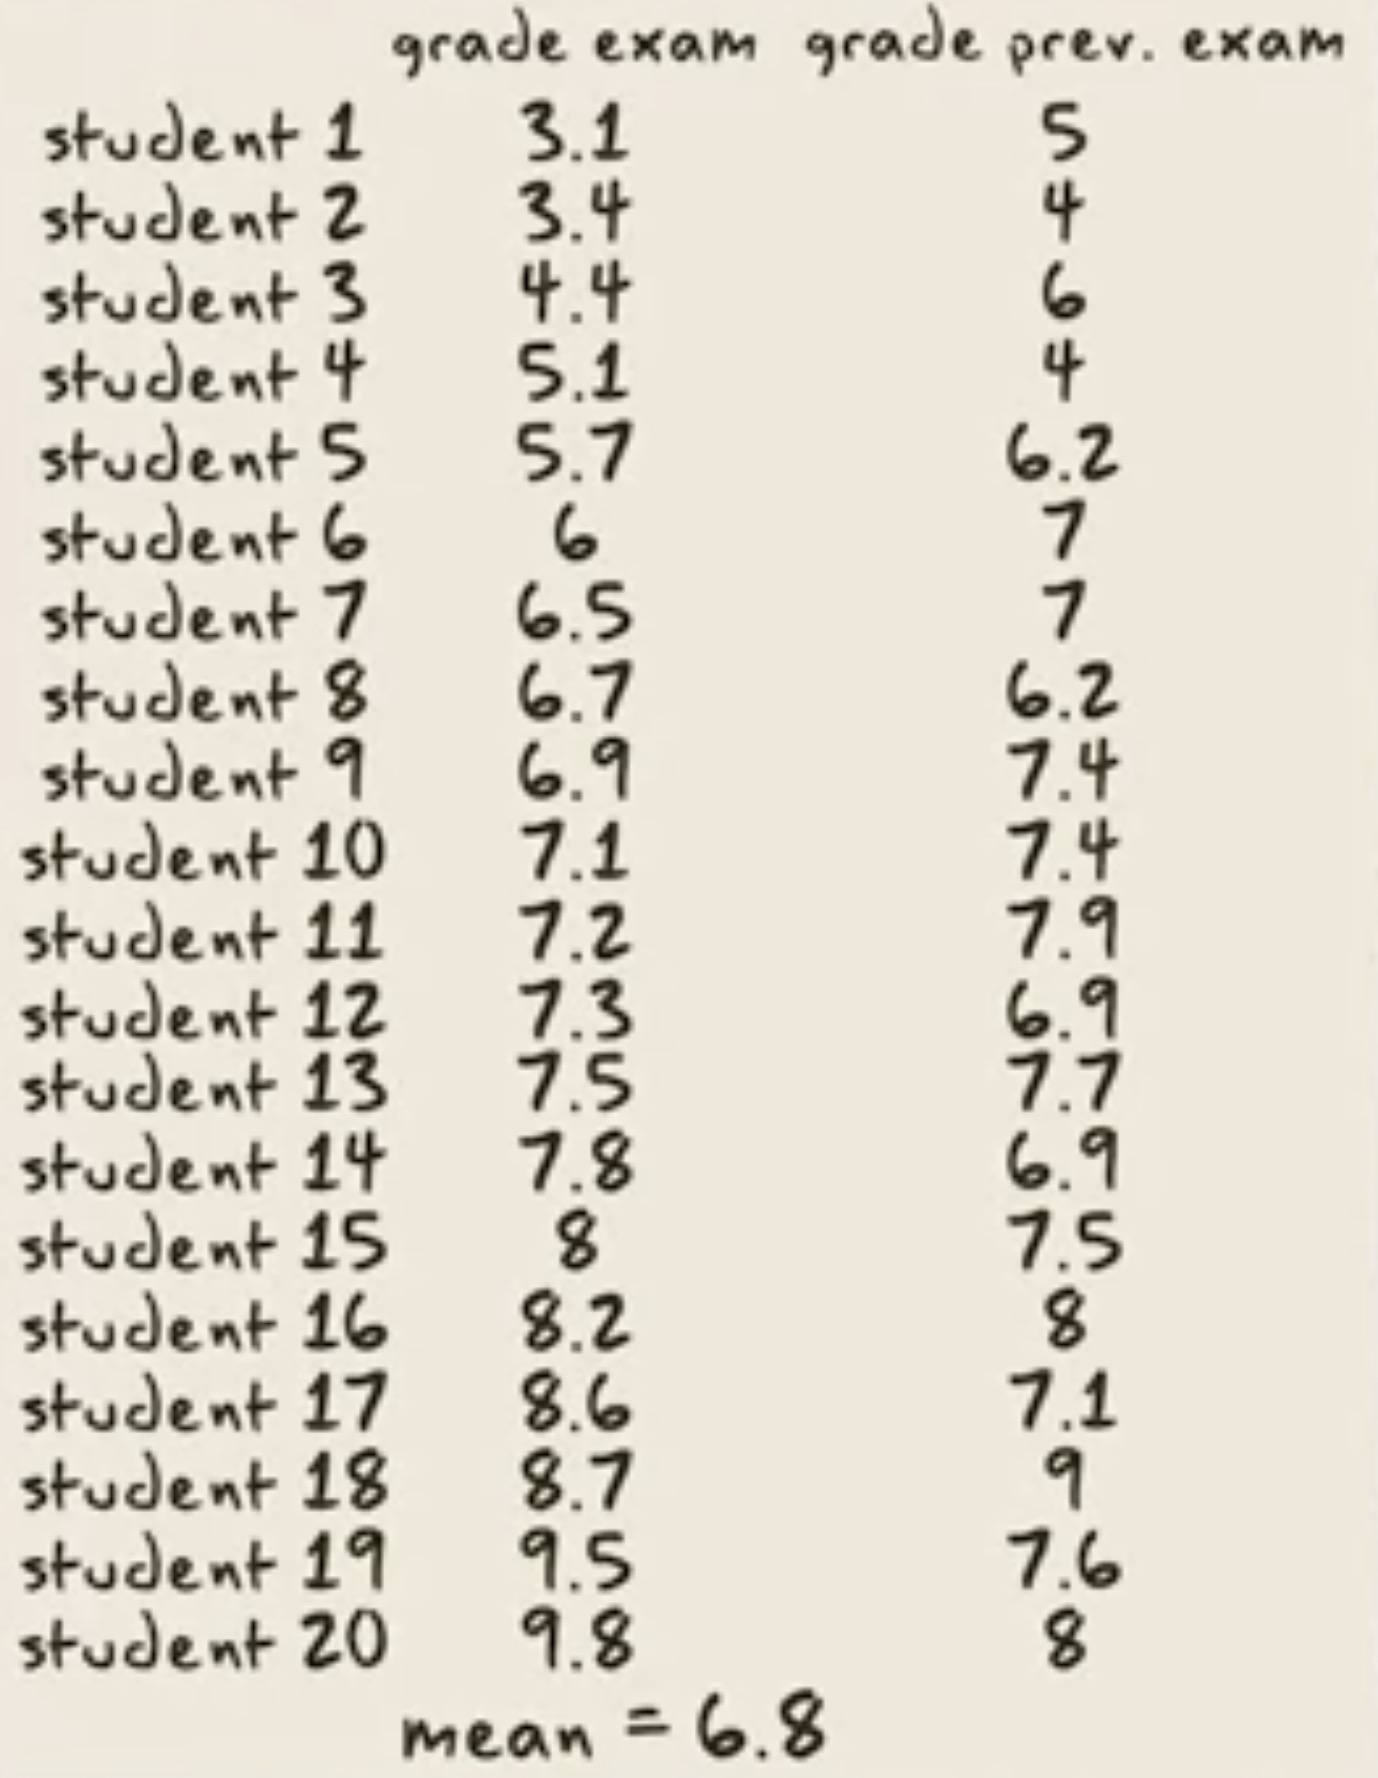 grade exam grade prev. exam
student 1 3.1 5
student 2 3.4 4
student 3 4.4 6
student 4 5.1 4
student 5 5.7 6.2
student 6 6 7
student 7 6.5 7
student 8 6.7 6.2
student 9 6.9 7.4
student 10 7.1 7.4
student 11 7.2 7.9
student 12 7.3 6.9
student 13 7.5 7.7
student 14 7.8 6.9
student 15 8 7.5
student 16 8.2 8
student 17 8.6 7.1
student 18 8.7 9
student 19 9.5 7.6
student 20 9.8 8
mean = 6.8